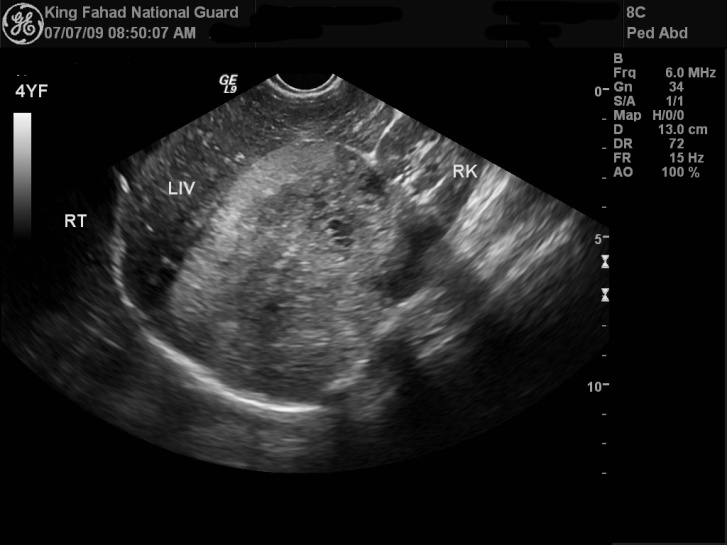 GE
King Fahad National Guard
07/07/09 08:50:07 AM
8C
Ped Abd
4YF
GE
L9
B
Frq 6.0 MHz
Gn 34
S/A 1/1
Map H/0/0
D 13.0 cm
DR 72
FR 15 Hz
AO 100 %
0
RK
LIV
RT
5
10